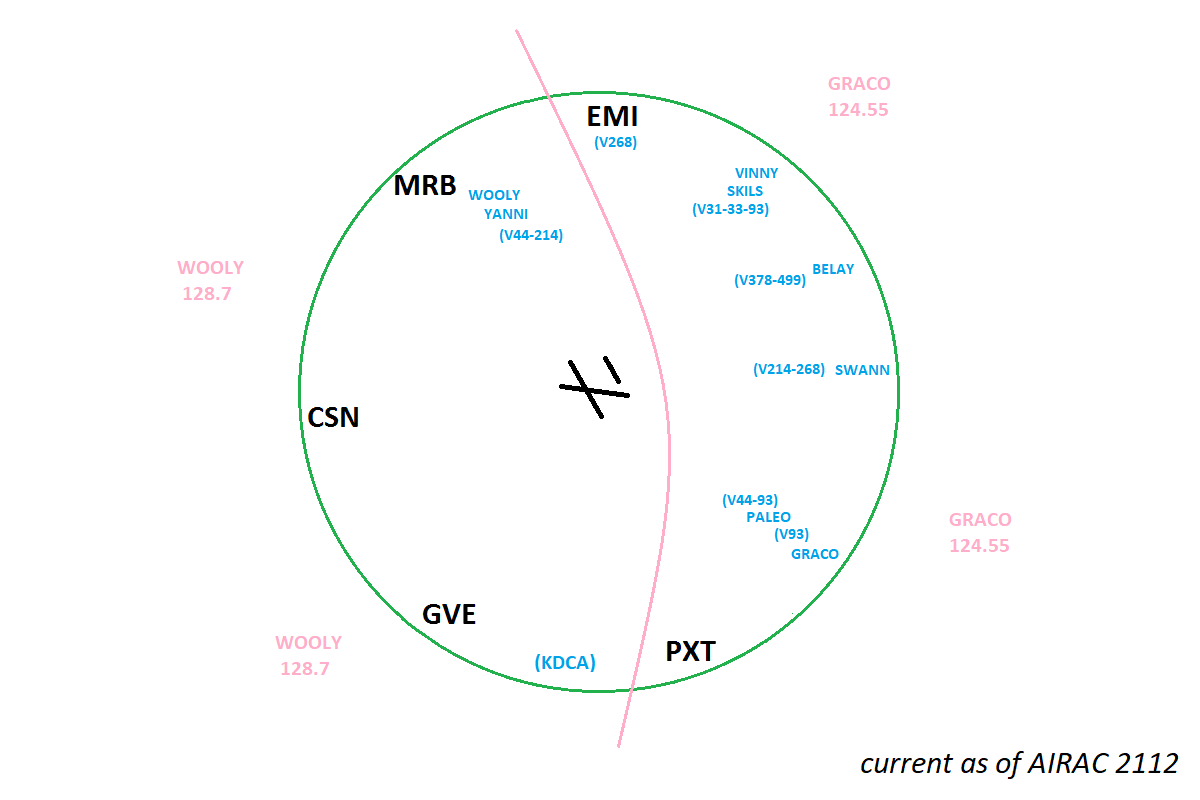 GRACO
124.55
EMI
(V268)
VINNY
SKILS
(V31-33-93)
MRB
WOOLY
YANNI
(V44-214)
WOOLY
128.7
BELAY
(V378-499)
(V214-268) SWANN
CSN
(V44-93)
PALEO
(V93)
GRACO
GRACO
124.55
GVE
WOOLY
128.7
(KDCA)
PXT
current as of AIRAC 2112